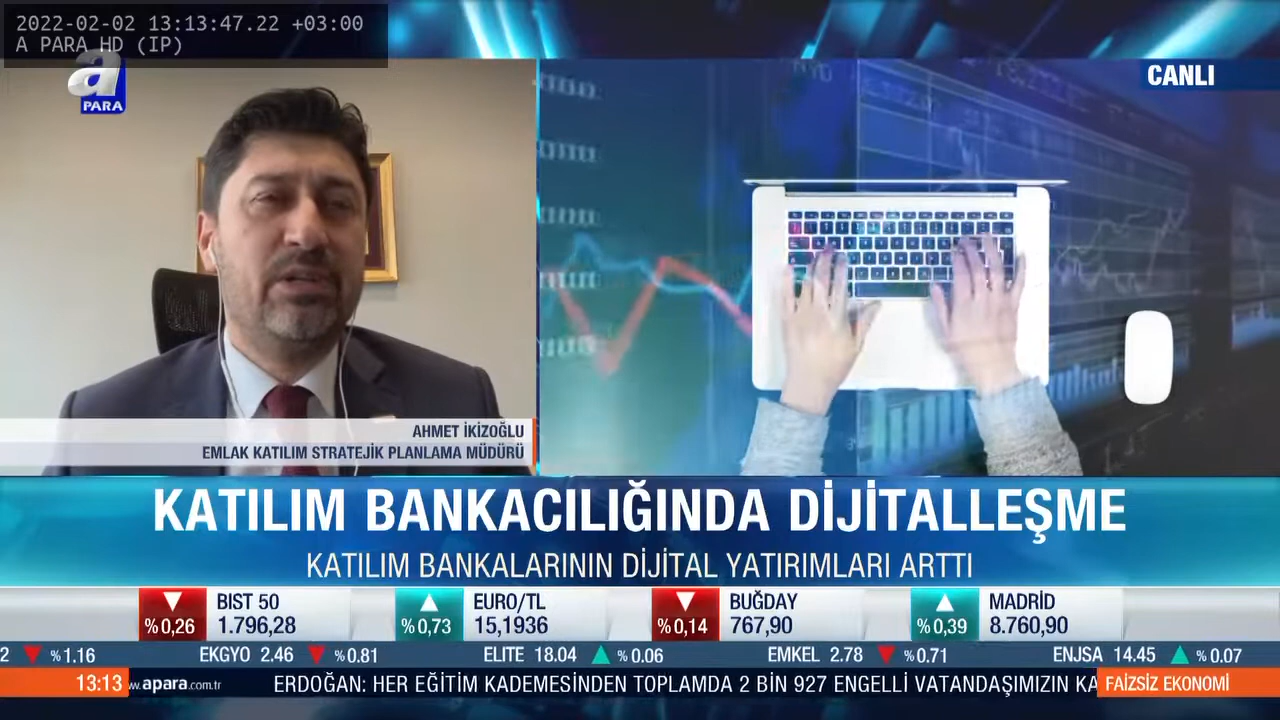 2022-02-02 13:13:47.22 +03:00
A PARA HD (IP)
a
PARA
CANLI
AHMET İKİZOĞLU
EMLAK KATILIM STRATEJİK PLANLAMA MÜDÜRÜ
KATILIM BANKACILIĞINDA DİJİTALLEŞME
KATILIM BANKALARININ DİJİTAL YATIRIMLARI ARTTI
%0,26 BIST 50 1.796,28
%0,73 EURO/TL 15,1936
%0,14 BUĞDAY 767,90
%0,39 MADRİD 8.760,90
2 %1.16 EKGYO 2.46 %0.81 ELITE 18.04 %0.06 EMKEL 2.78 %0.71 ENJSA 14.45 %0.07
13:13 w.apara.com.tr ERDOĞAN: HER EĞİTİM KADEMESİNDEN TOPLAMDA 2 BİN 927 ENGELLİ VATANDAŞIMIZIN KA FAİZSİZ EKONOMİ